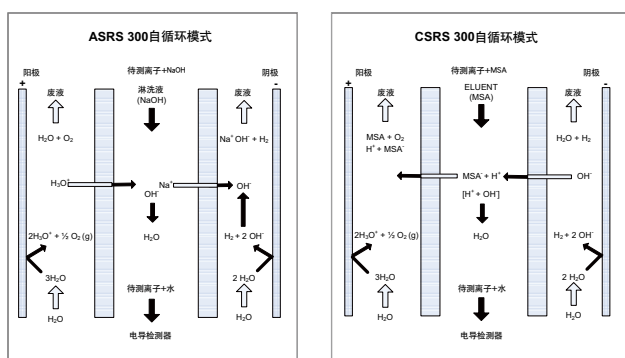 ASRS 300自循环模式
阳极
待测离子+NaOH
阴极
+
-
废液
淋洗液
(NaOH)
废液
H₂O + O₂
Na⁺ OH⁻ + H₂
H₃O⁺
Na⁺
OH⁻
OH⁻
H₂O
2H₃O⁺ + ½ O₂ (g)
H₂ + 2 OH⁻
3H₂O
2 H₂O
H₂O
待测离子+水
H₂O
电导检测器
CSRS 300自循环模式
阳极
待测离子+MSA
阴极
+
-
废液
ELUENT
(MSA)
废液
MSA + O₂
H⁺ + MSA⁻
H₂O + H₂
MSA⁻ + H⁺
OH⁻
[H⁺ + OH⁻]
H₂O
2H₃O⁺ + ½ O₂ (g)
H₂ + 2 OH⁻
3H₂O
2 H₂O
H₂O
待测离子+水
H₂O
电导检测器